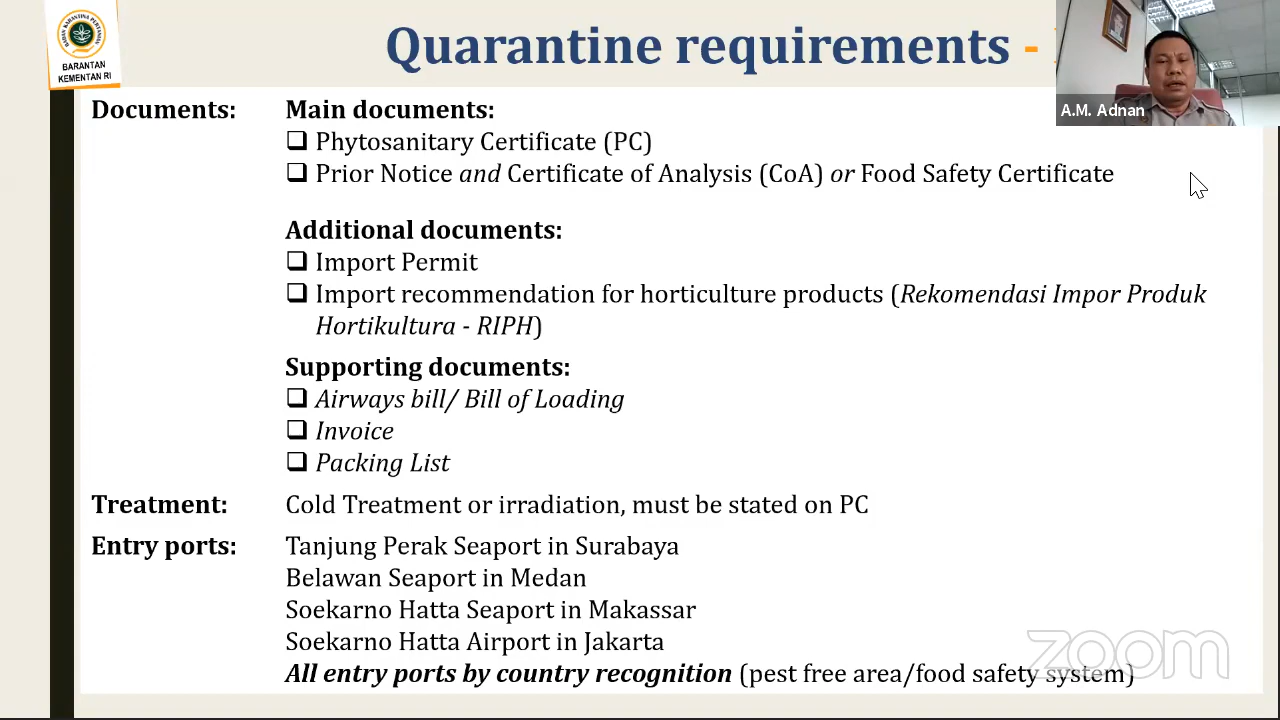 BADAN KARANTINA PERTANIAN
BARANTAN
KEMENTAN RI
Quarantine requirements -
A.M. Adnan
Documents: Main documents:
❑ Phytosanitary Certificate (PC)
❑ Prior Notice and Certificate of Analysis (CoA) or Food Safety Certificate
Additional documents:
❑ Import Permit
❑ Import recommendation for horticulture products (Rekomendasi Impor Produk
Hortikultura - RIPH)
Supporting documents:
❑ Airways bill/ Bill of Loading
❑ Invoice
❑ Packing List
Treatment: Cold Treatment or irradiation, must be stated on PC
Entry ports: Tanjung Perak Seaport in Surabaya
Belawan Seaport in Medan
Soekarno Hatta Seaport in Makassar
Soekarno Hatta Airport in Jakarta
All entry ports by country recognition (pest free area/food safety system)
zoom